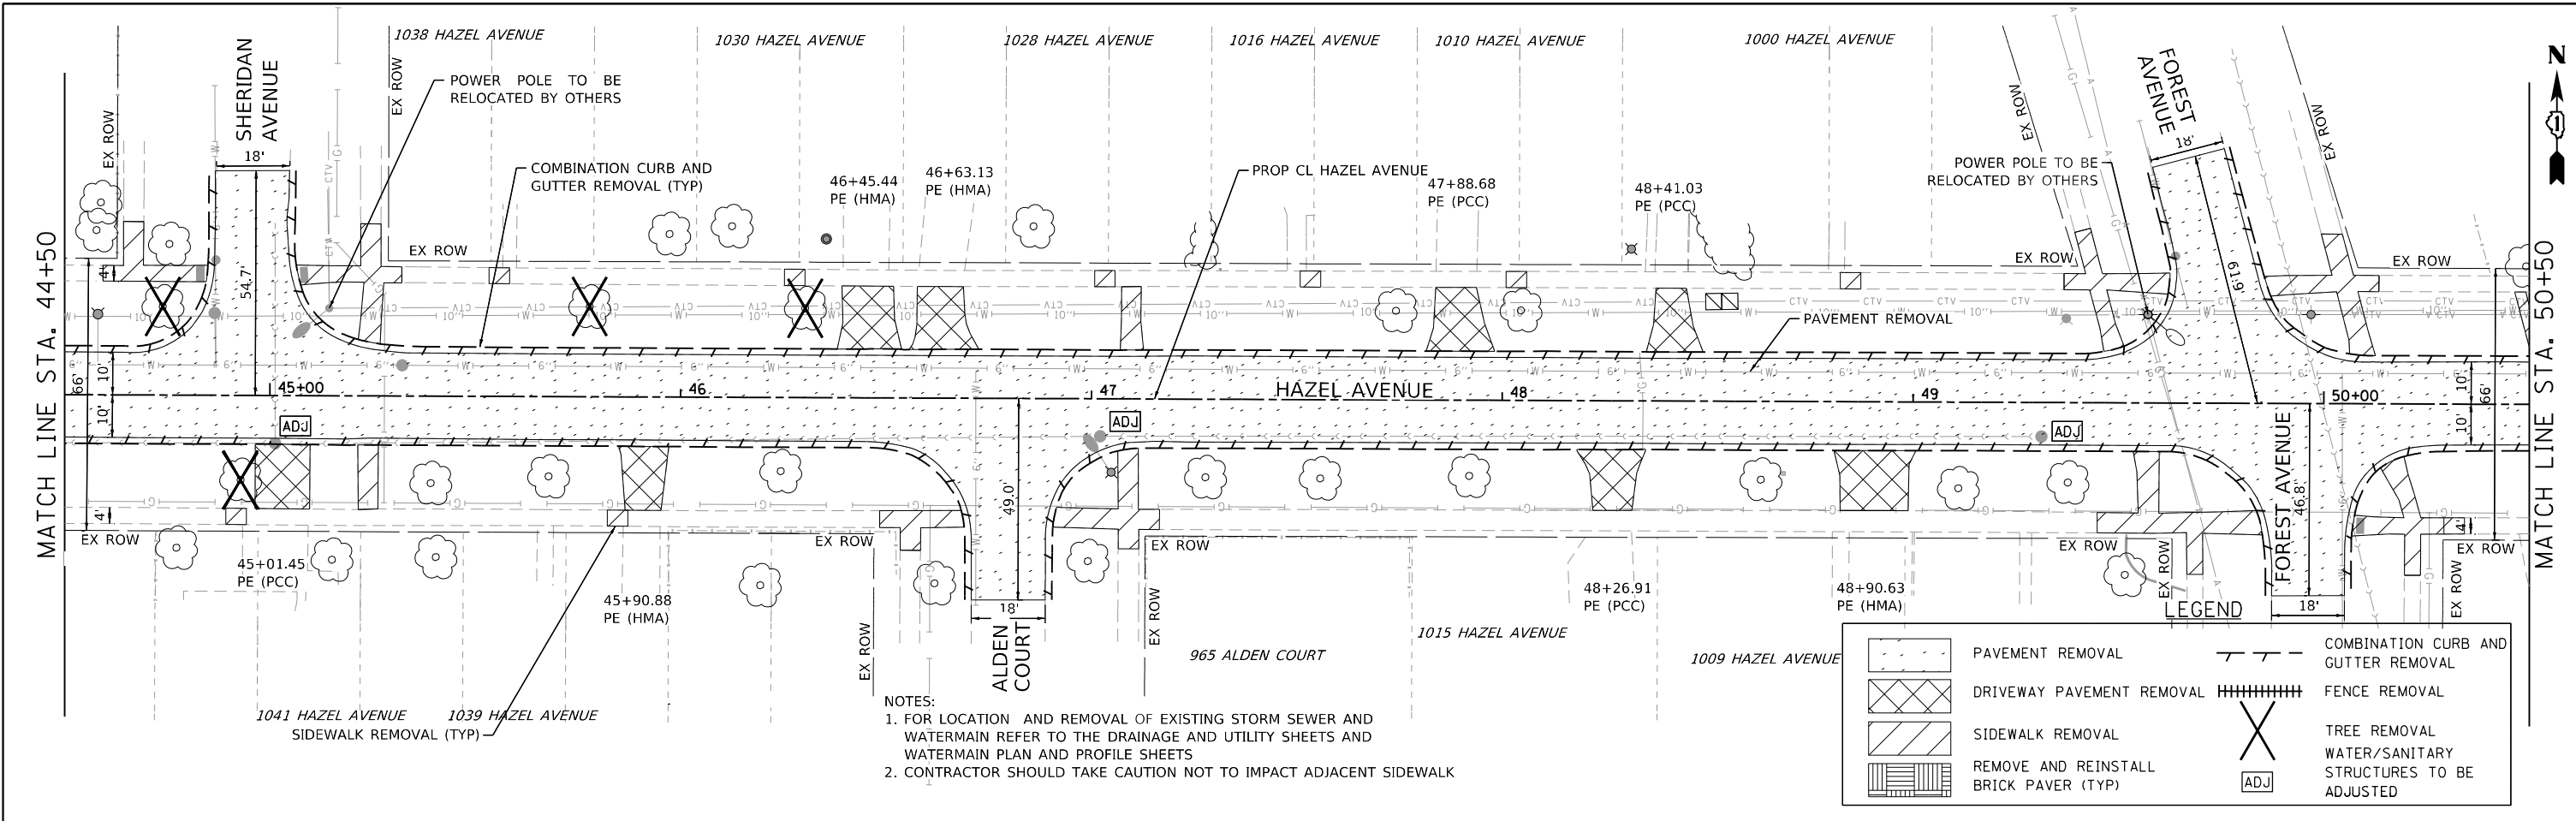 1038 HAZEL AVENUE
1030 HAZEL AVENUE
1028 HAZEL AVENUE
1016 HAZEL AVENUE
1010 HAZEL AVENUE
1000 HAZEL AVENUE
N
SHERIDAN
AVENUE
FOREST
AVENUE
EX ROW
EX ROW
EX ROW
EX ROW
POWER POLE TO BE
RELOCATED BY OTHERS
COMBINATION CURB AND
GUTTER REMOVAL (TYP)
46+45.44
PE (HMA)
46+63.13
PE (HMA)
PROP CL HAZEL AVENUE
47+88.68
PE (PCC)
48+41.03
PE (PCC)
POWER POLE TO BE
RELOCATED BY OTHERS
18'
18'
EX ROW
EX ROW
EX ROW
54.7'
61.9'
4'
PAVEMENT REMOVAL
MATCH LINE STA. 44+50
MATCH LINE STA. 50+50
66'
10'
10'
45+00
46
47
HAZEL AVENUE
48
49
50+00
10'
10'
66'
ADJ
ADJ
ADJ
49.0'
46.8'
FOREST AVENUE
4'
4'
EX ROW
EX ROW
EX ROW
EX ROW
EX ROW
45+01.45
PE (PCC)
45+90.88
PE (HMA)
48+26.91
PE (PCC)
48+90.63
PE (HMA)
18'
18'
ALDEN
COURT
EX ROW
EX ROW
EX ROW
EX ROW
965 ALDEN COURT
1015 HAZEL AVENUE
1009 HAZEL AVENUE
1041 HAZEL AVENUE
1039 HAZEL AVENUE
SIDEWALK REMOVAL (TYP)
NOTES:
1. FOR LOCATION AND REMOVAL OF EXISTING STORM SEWER AND
WATERMAIN REFER TO THE DRAINAGE AND UTILITY SHEETS AND
WATERMAIN PLAN AND PROFILE SHEETS
2. CONTRACTOR SHOULD TAKE CAUTION NOT TO IMPACT ADJACENT SIDEWALK
LEGEND
PAVEMENT REMOVAL
DRIVEWAY PAVEMENT REMOVAL
SIDEWALK REMOVAL
REMOVE AND REINSTALL
BRICK PAVER (TYP)
COMBINATION CURB AND
GUTTER REMOVAL
FENCE REMOVAL
TREE REMOVAL
WATER/SANITARY
STRUCTURES TO BE
ADJUSTED
ADJ